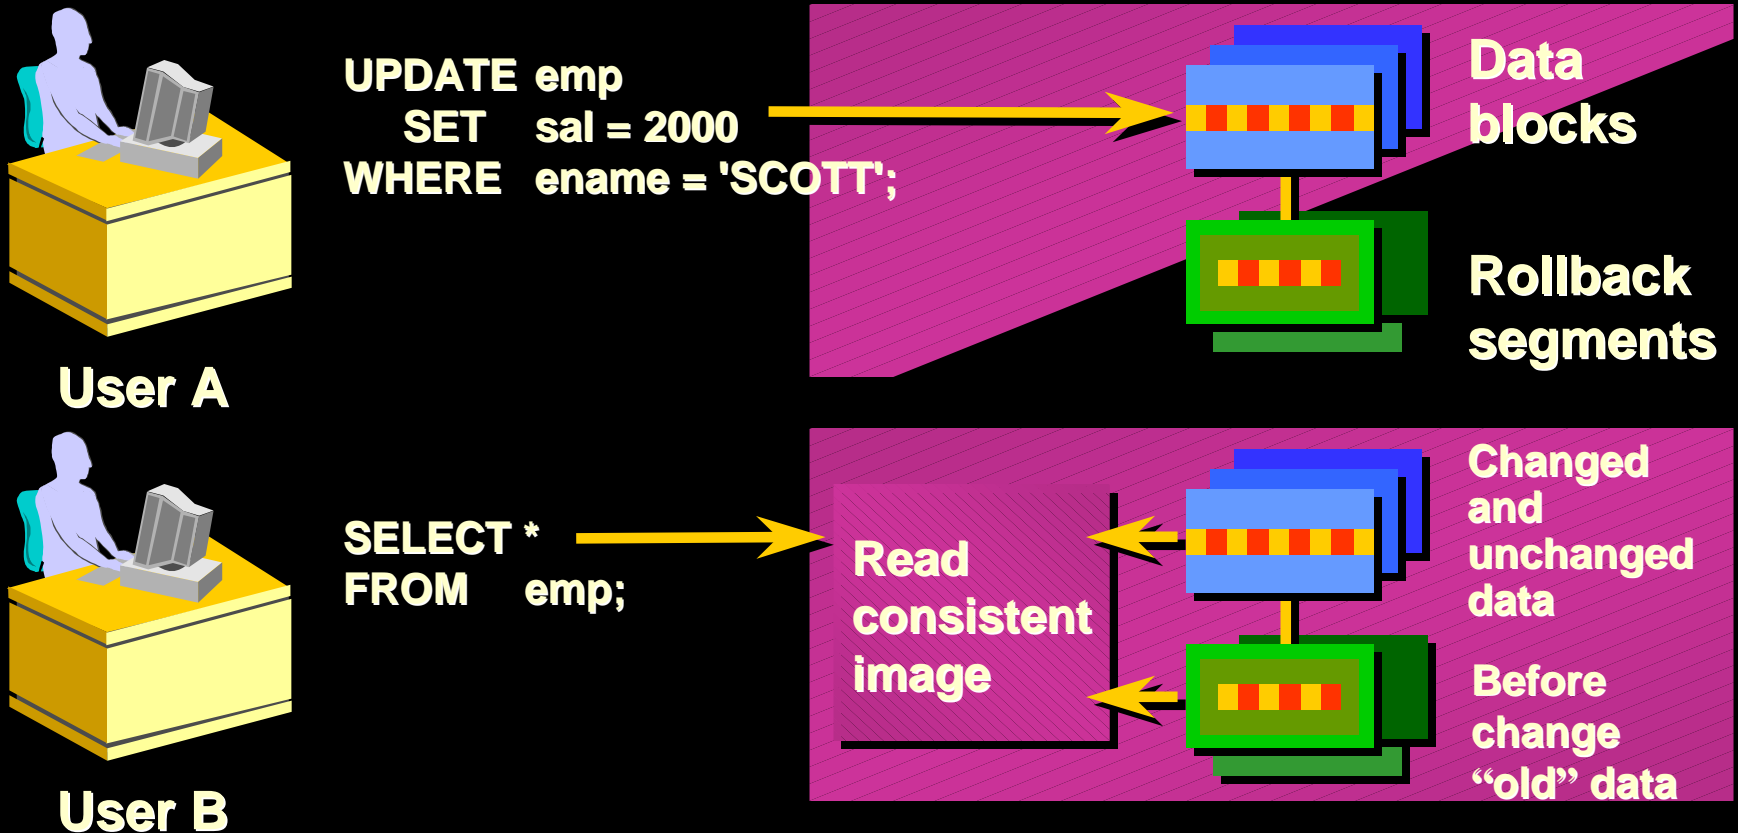 UPDATE emp
SET sal = 2000
WHERE ename = 'SCOTT';
Data
blocks
Rollback
segments
User A
SELECT *
FROM emp;
Read
consistent
image
Changed
and
unchanged
data
Before
change
“old” data
User B